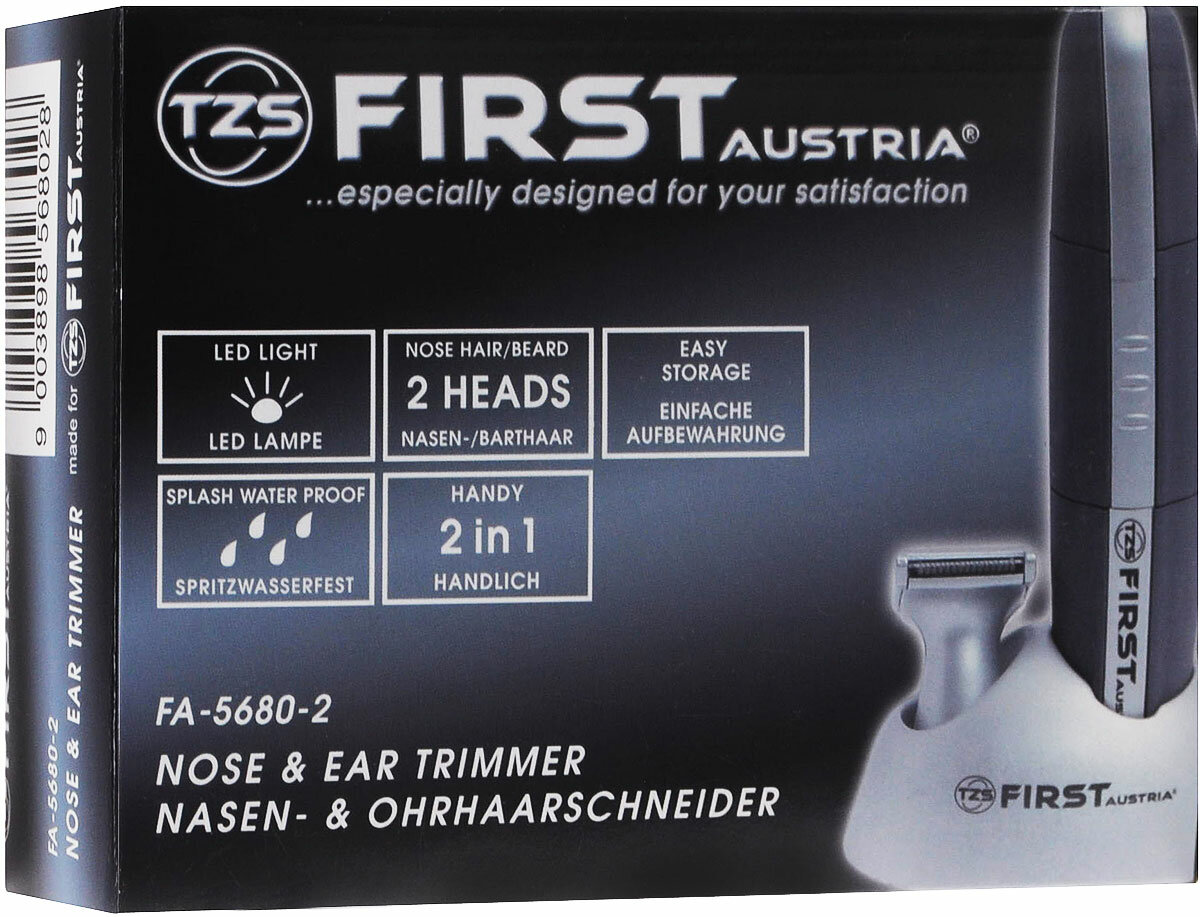 TZS FIRST AUSTRIA®
...especially designed for your satisfaction
LED LIGHT
LED LAMPE
NOSE HAIR/BEARD
2 HEADS
NASEN-/BARTHAAR
EASY
STORAGE
EINFACHE
AUFBEWAHRUNG
SPLASH WATER PROOF
SPRITZWASSERFEST
HANDY
2 in 1
HANDLICH
FA-5680-2
NOSE & EAR TRIMMER
NASEN- & OHRHAARSCHNEIDER
TZS FIRST AUS
TZS FIRST AUSTRIA
9 003898 568028
made for TZS FIRST AUSTRIA
FA-5680-2
NOSE & EAR TRIMMER